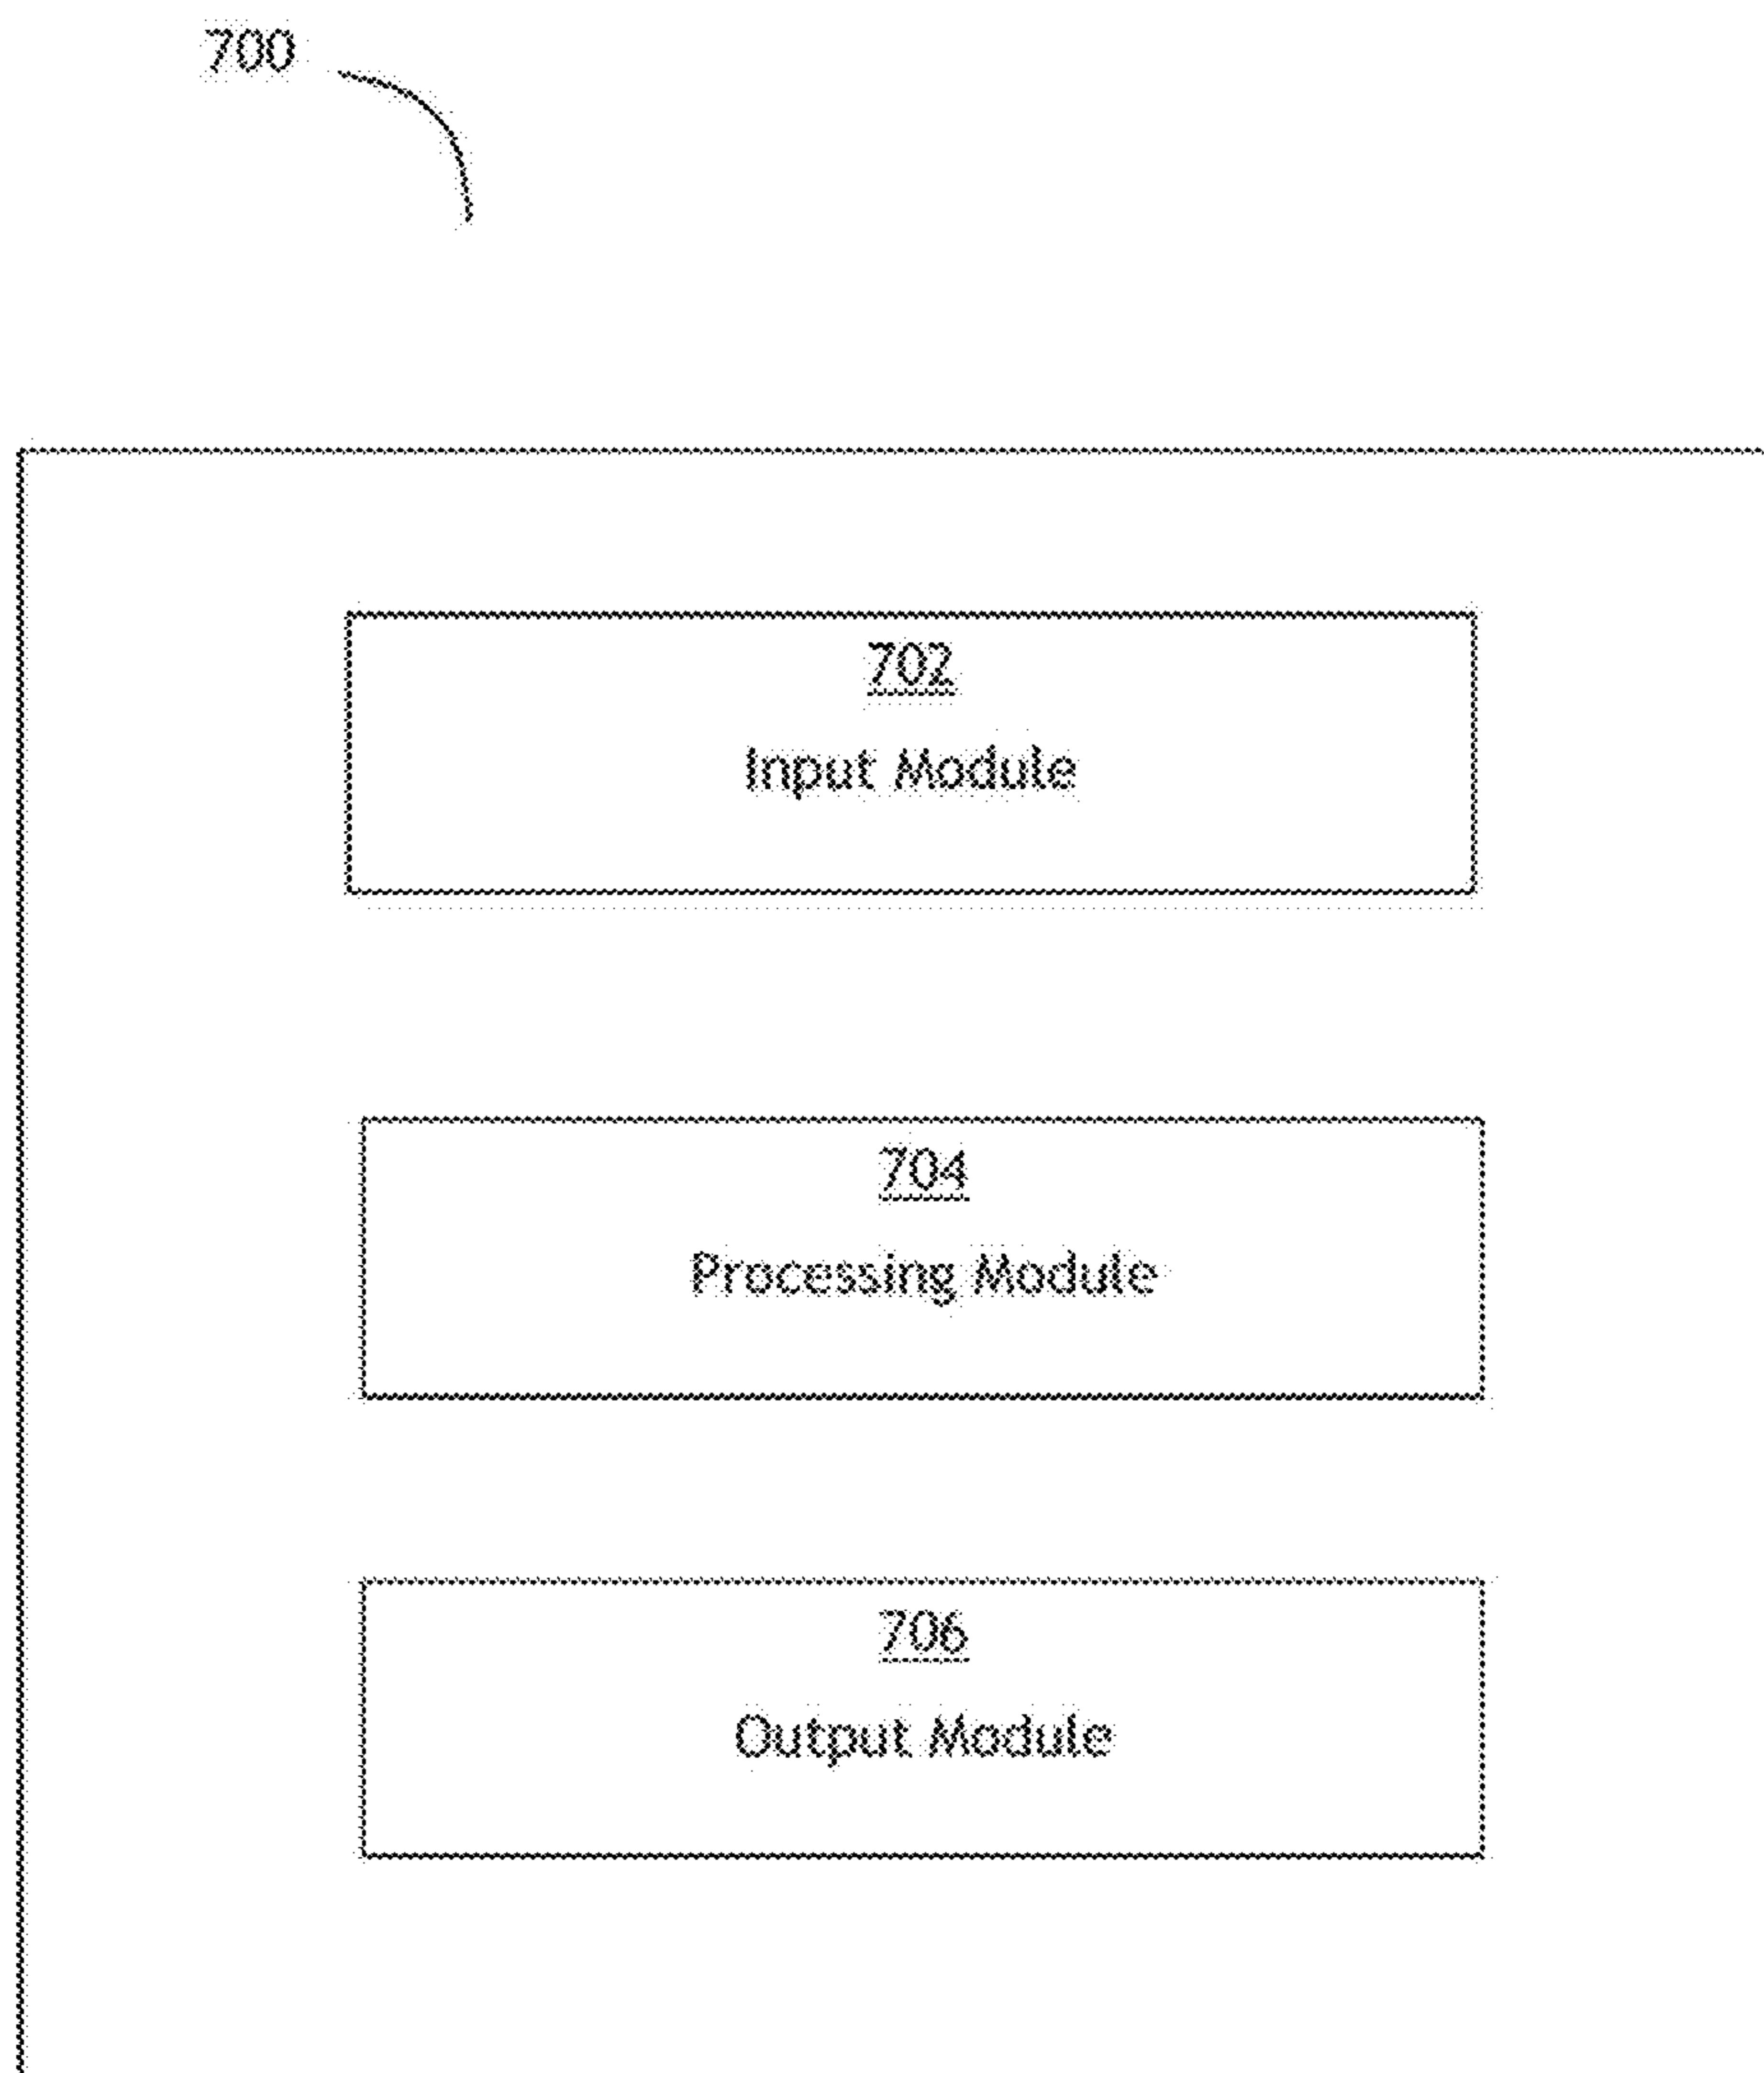 700
702
Input Module
704
Processing Module
706
Output Module